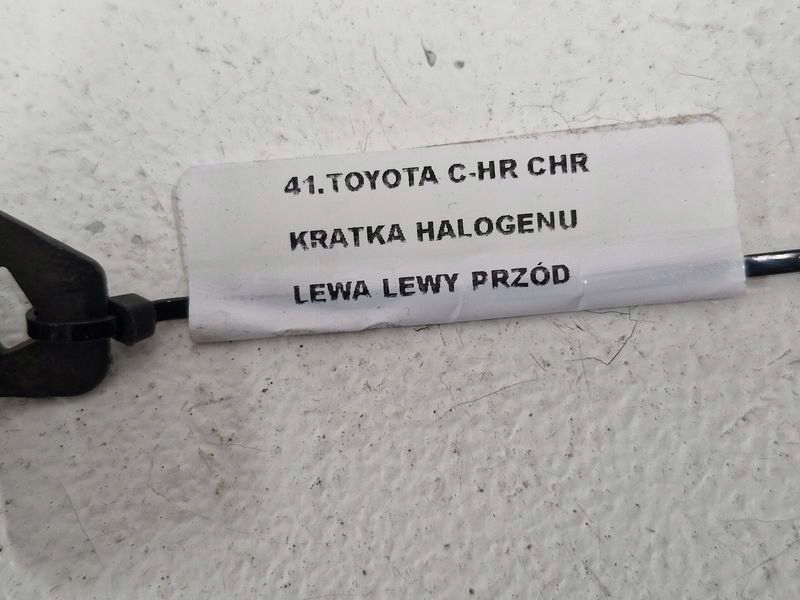 41.TOYOTA C-HR CHR
KRATKA HALOGENU
LEWA LEWY PRZÓD